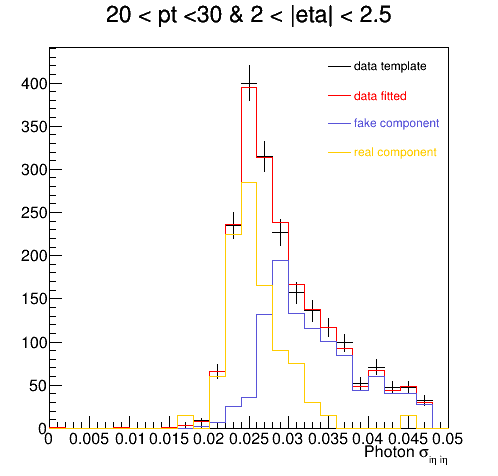 20 < pt <30 & 2 < |eta| < 2.5
data template
data fitted
fake component
real component
400
350
300
250
200
150
100
50
0
0 0.005 0.01 0.015 0.02 0.025 0.03 0.035 0.04 0.045 0.05
Photon σiη iη